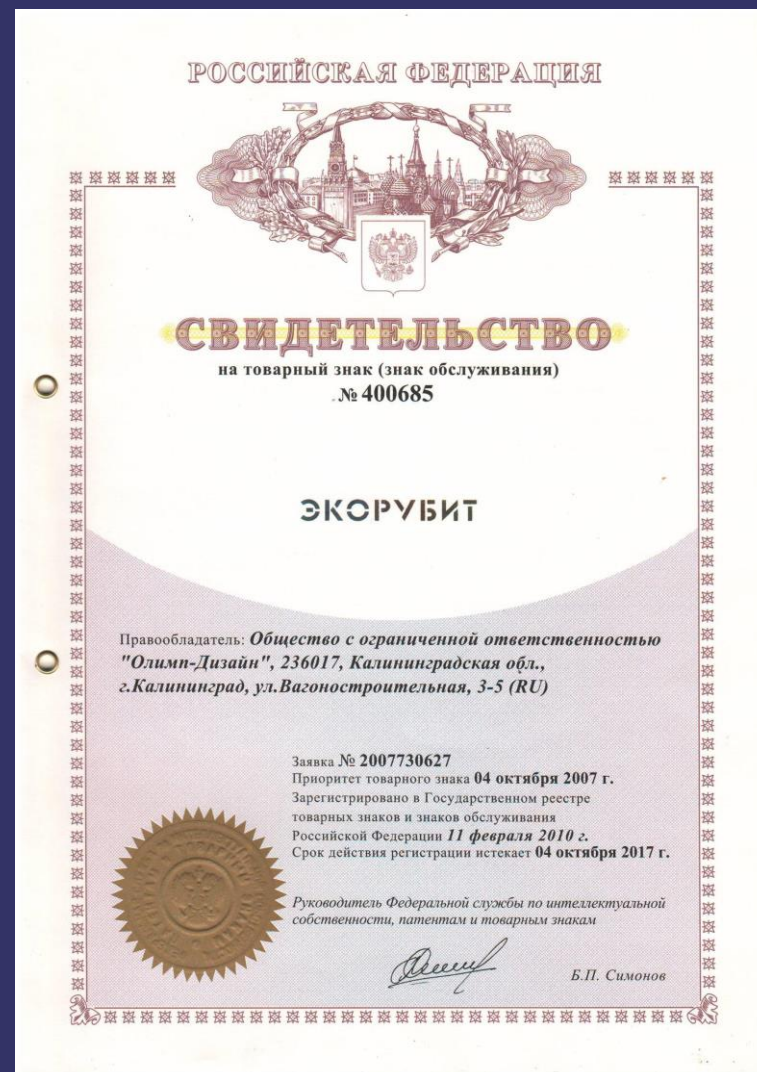 РОССИЙСКАЯ ФЕДЕРАЦИЯ
СВИДЕТЕЛЬСТВО
на товарный знак (знак обслуживания)
№ 400685
ЭКОРУБИТ
Правообладатель: Общество с ограниченной ответственностью
"Олимп-Дизайн", 236017, Калининградская обл.,
г.Калининград, ул.Вагоностроительная, 3-5 (RU)
Заявка № 2007730627
Приоритет товарного знака 04 октября 2007 г.
Зарегистрировано в Государственном реестре
товарных знаков и знаков обслуживания
Российской Федерации 11 февраля 2010 г.
Срок действия регистрации истекает 04 октября 2017 г.
Руководитель Федеральной службы по интеллектуальной
собственности, патентам и товарным знакам
Б.П. Симонов